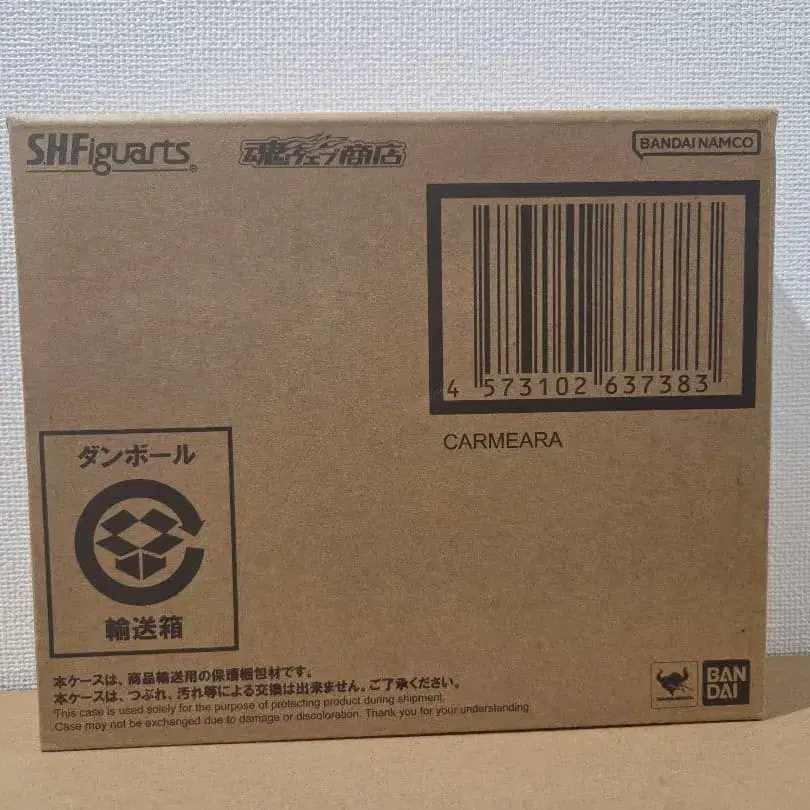 S.H.Figuarts
魂ウェブ商店
BANDAI NAMCO
4 573102 637383
CARMEARA
ダンボール
輸送箱
本ケースは、商品輸送用の保護梱包材です。
本ケースは、つぶれ、汚れ等による交換は出来ません。ご了承ください。
This case is used solely for the purpose of protecting product during shipment.
Case may not be exchanged due to damage or discoloration. Thank you for your understanding.
BAN
DAI